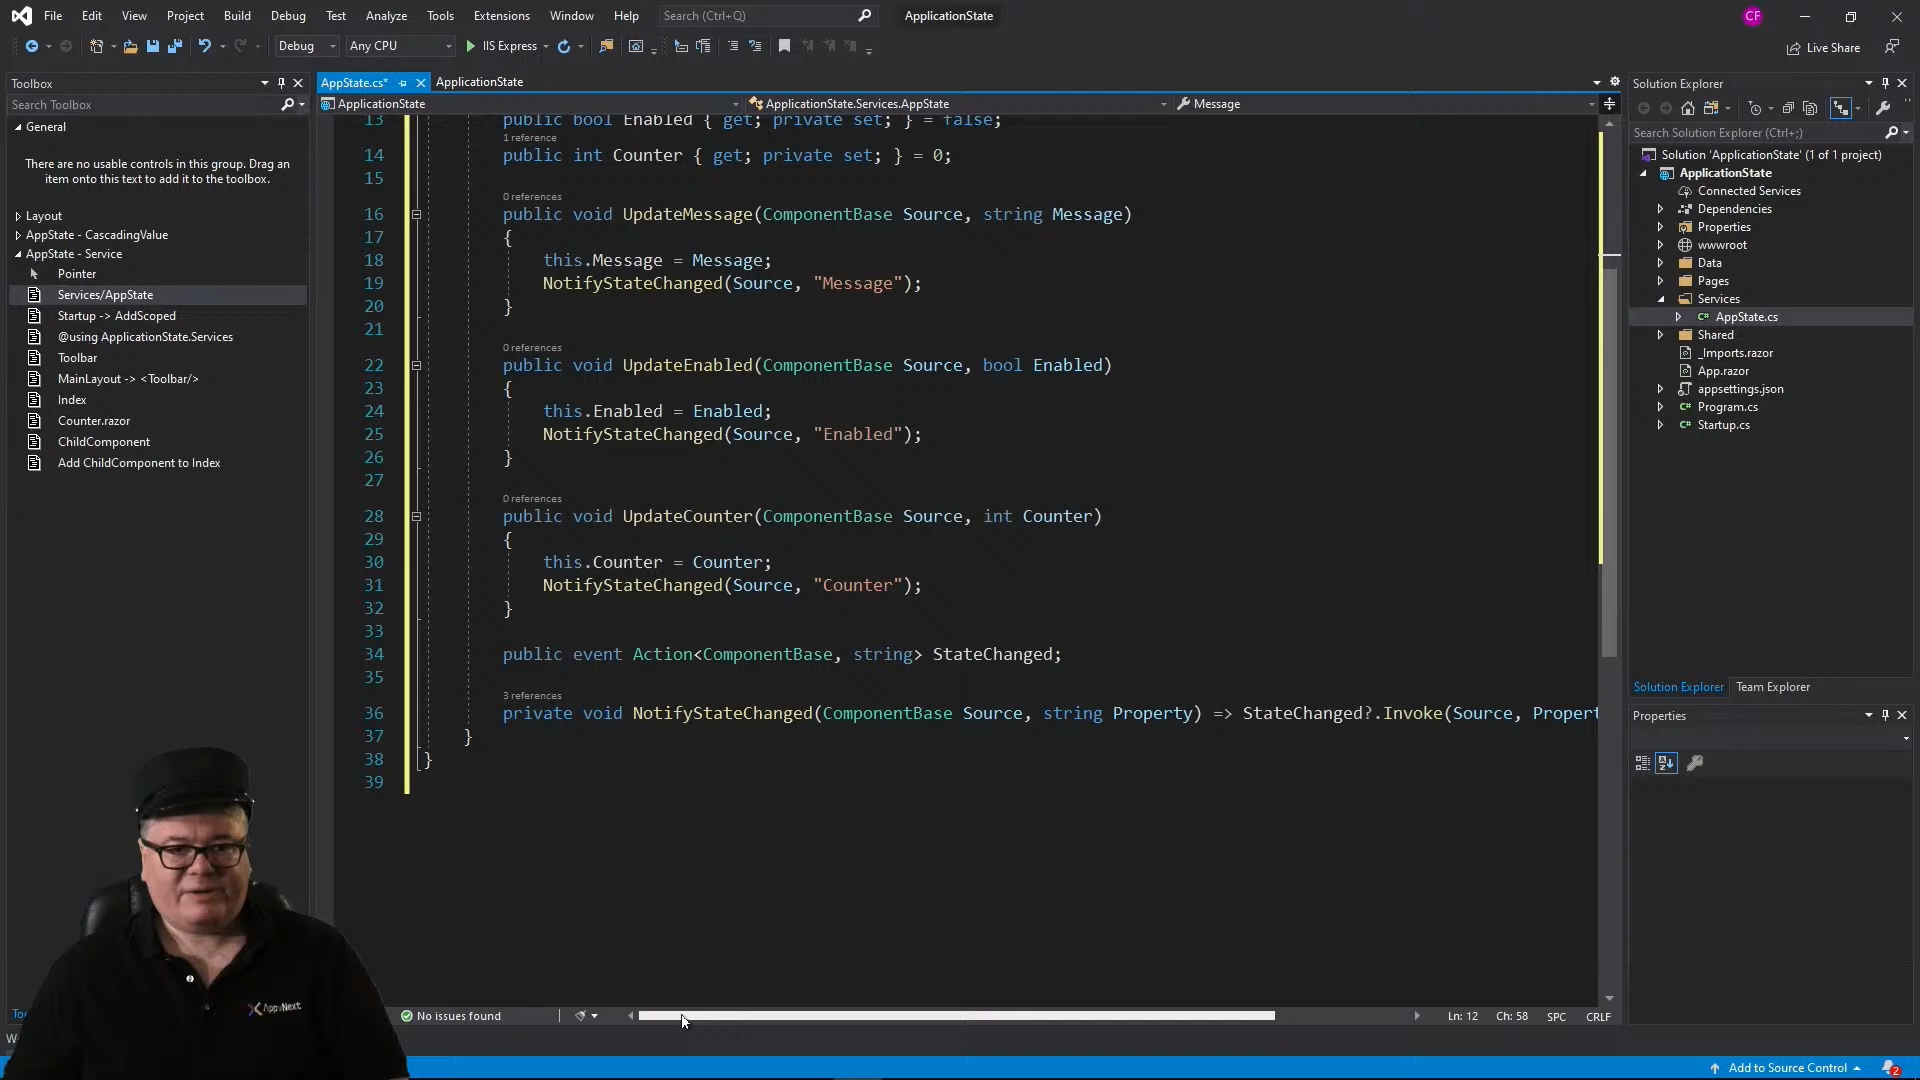 File Edit View Project Build Debug Test Analyze Tools Extensions Window Help Search (Ctrl+Q) ApplicationState CF
Debug Any CPU IIS Express Live Share
Toolbox
Search Toolbox
General
There are no usable controls in this group. Drag an
item onto this text to add it to the toolbox.
Layout
AppState - CascadingValue
AppState - Service
Pointer
Services/AppState
Startup -> AddScoped
@using ApplicationState.Services
Toolbar
MainLayout -> <Toolbar/>
Index
Counter.razor
ChildComponent
Add ChildComponent to Index
AppState.cs* ApplicationState
ApplicationState ApplicationState.Services.AppState Message
13 public bool Enabled { get; private set; } = false;
1 reference
14 public int Counter { get; private set; } = 0;
15
0 references
16 public void UpdateMessage(ComponentBase Source, string Message)
17 {
18 this.Message = Message;
19 NotifyStateChanged(Source, "Message");
20 }
21
0 references
22 public void UpdateEnabled(ComponentBase Source, bool Enabled)
23 {
24 this.Enabled = Enabled;
25 NotifyStateChanged(Source, "Enabled");
26 }
27
0 references
28 public void UpdateCounter(ComponentBase Source, int Counter)
29 {
30 this.Counter = Counter;
31 NotifyStateChanged(Source, "Counter");
32 }
33
34 public event Action<ComponentBase, string> StateChanged;
35
3 references
36 private void NotifyStateChanged(ComponentBase Source, string Property) => StateChanged?.Invoke(Source, Propert
37 }
38 }
39
No issues found Ln: 12 Ch: 58 SPC CRLF
Solution Explorer
Search Solution Explorer (Ctrl+;)
Solution 'ApplicationState' (1 of 1 project)
ApplicationState
Connected Services
Dependencies
Properties
wwwroot
Data
Pages
Services
C# AppState.cs
Shared
_Imports.razor
App.razor
appsettings.json
C# Program.cs
C# Startup.cs
Solution Explorer Team Explorer
Properties
AppvNext
Add to Source Control 2